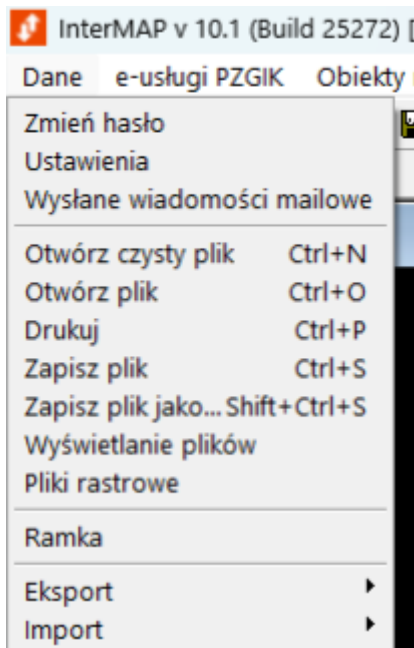 InterMAP v 10.1 (Build 25272) [
Dane e-usługi PZGIK Obiekty
Zmień hasło
Ustawienia
Wysłane wiadomości mailowe
Otwórz czysty plik Ctrl+N
Otwórz plik Ctrl+O
Drukuj Ctrl+P
Zapisz plik Ctrl+S
Zapisz plik jako... Shift+Ctrl+S
Wyświetlanie plików
Pliki rastrowe
Ramka
Eksport
Import